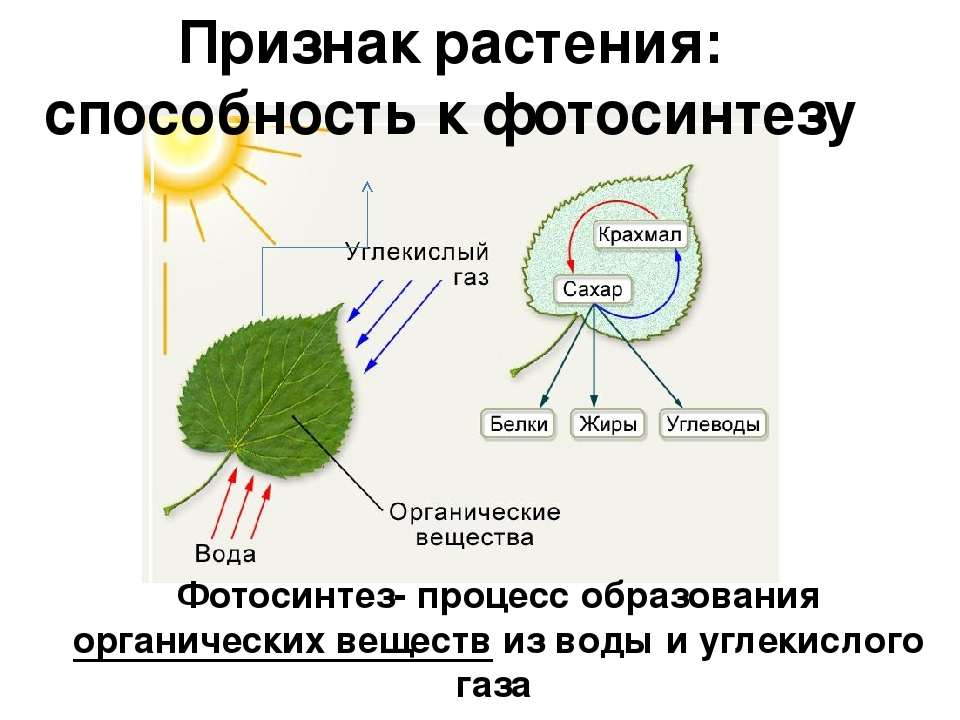 Признак растения:
способность к фотосинтезу
Углекислый
газ
Крахмал
Сахар
Белки
Жиры
Углеводы
Органические
вещества
Вода
Фотосинтез- процесс образования
органических веществ из воды и углекислого
газа